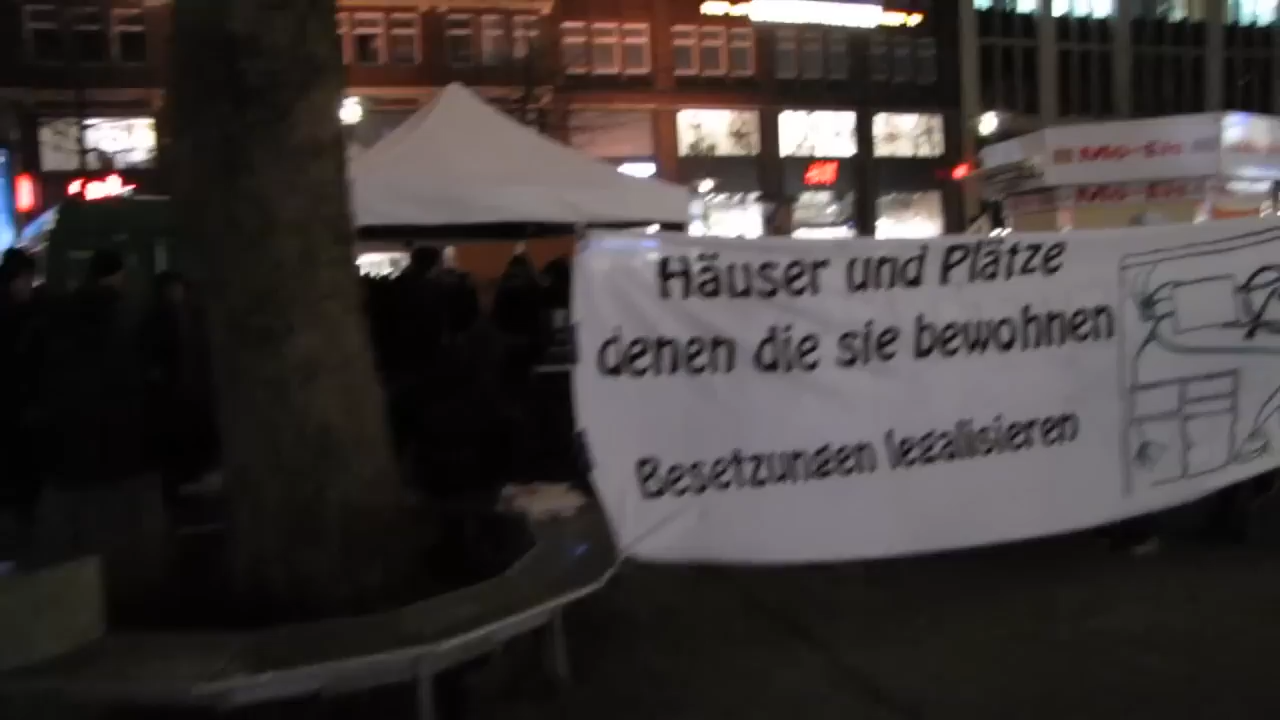 Häuser und Plätze
denen die sie bewohnen
Besetzungen legalisieren